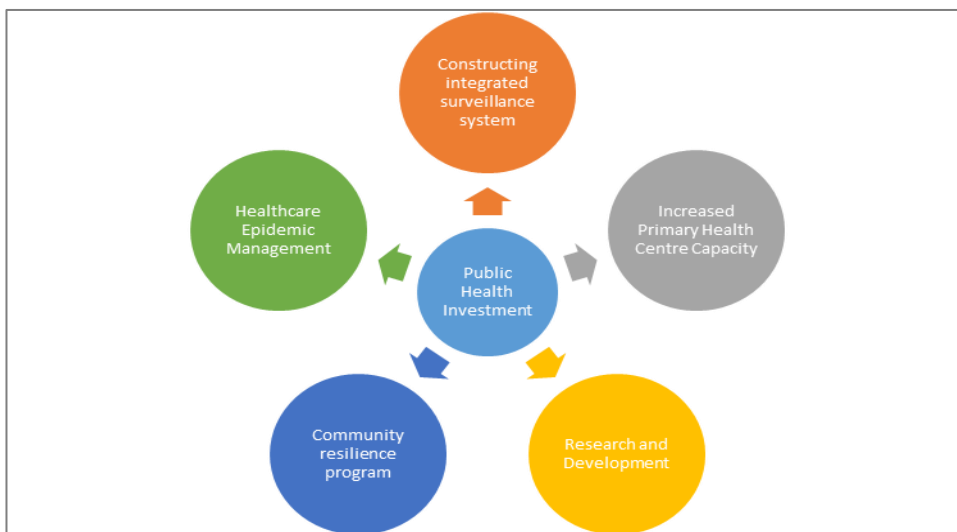 Constructing
integrated
surveillance
system
Healthcare
Epidemic
Management
Increased
Primary Health
Centre Capacity
Public
Health
Investment
Community
resilience
program
Research and
Development